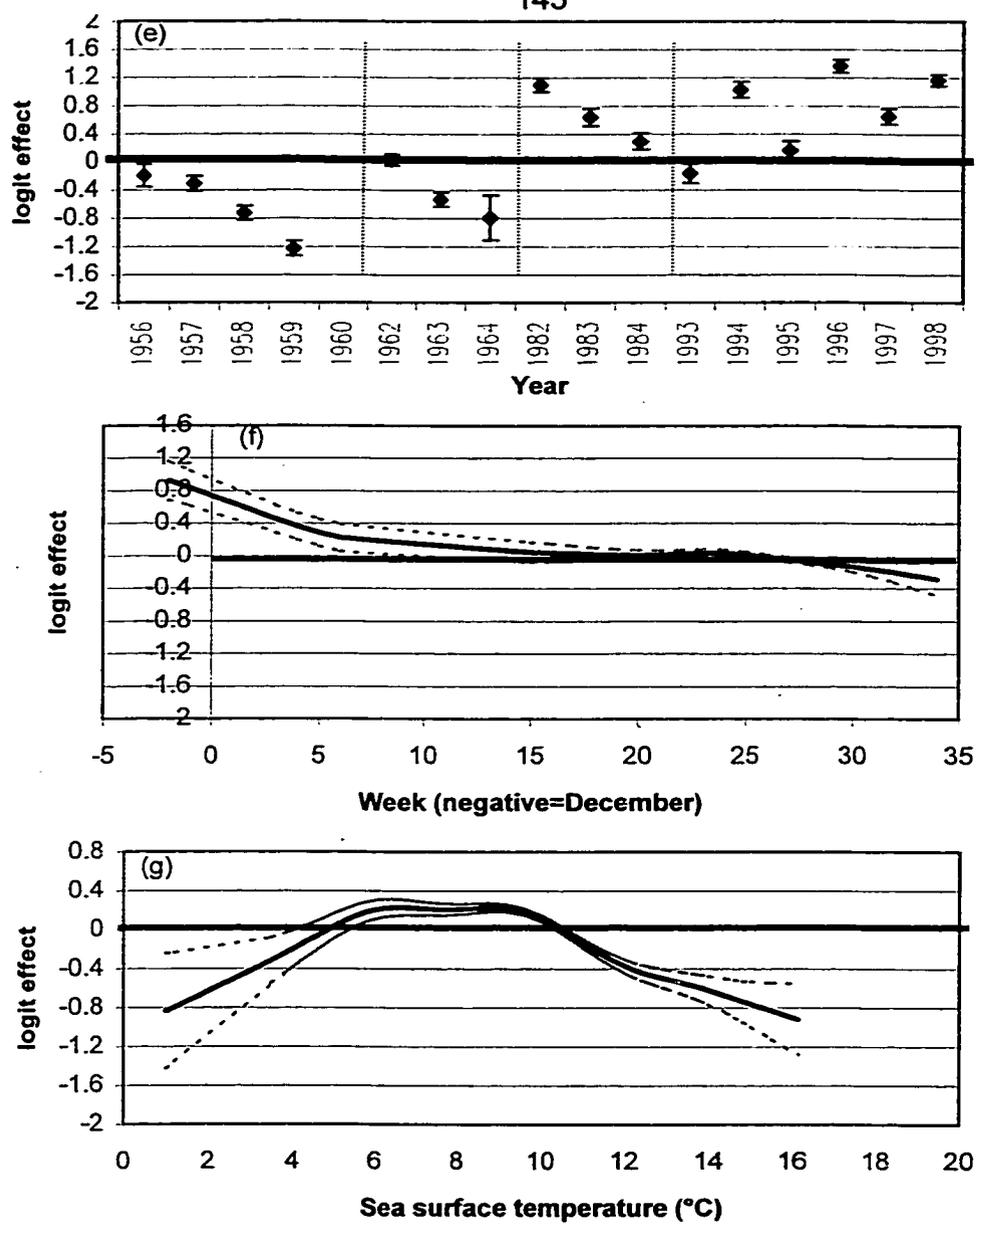 145
(e)
2
1.6
1.2
0.8
0.4
0
-0.4
-0.8
-1.2
-1.6
-2
logit effect
1956 1957 1958 1959 1960 1962 1963 1964 1982 1983 1984 1993 1994 1995 1996 1997 1998
Year
(f)
1.6
1.2
0.8
0.4
0
-0.4
-0.8
-1.2
-1.6
2
logit effect
-5 0 5 10 15 20 25 30 35
Week (negative=December)
(g)
0.8
0.4
0
-0.4
-0.8
-1.2
-1.6
-2
logit effect
0 2 4 6 8 10 12 14 16 18 20
Sea surface temperature (°C)